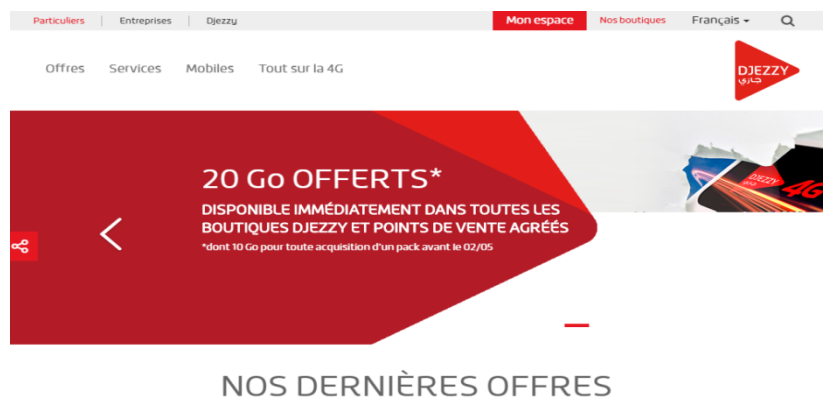 Particuliers Entreprises Djezzy Mon espace Nos boutiques Français
Offres Services Mobiles Tout sur la 4G
DJEZZY
جازي
20 Go OFFERTS*
DISPONIBLE IMMÉDIATEMENT DANS TOUTES LES
BOUTIQUES DJEZZY ET POINTS DE VENTE AGRÉÉS
*dont 10 Go pour toute acquisition d'un pack avant le 02/05
DJEZZY
4G
NOS DERNIÈRES OFFRES